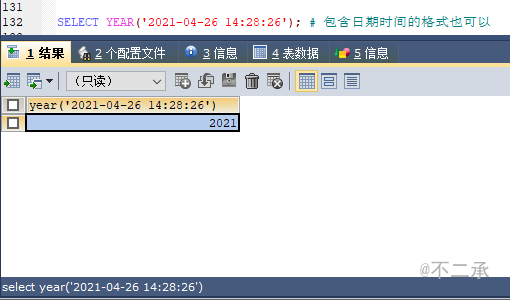 131
132 SELECT YEAR('2021-04-26 14:28:26'); # 包含日期时间的格式也可以
1 结果 2 个配置文件 3 信息 4 表数据 5 信息
（只读）
year('2021-04-26 14:28:26')
2021
@不二承
select year('2021-04-26 14:28:26')